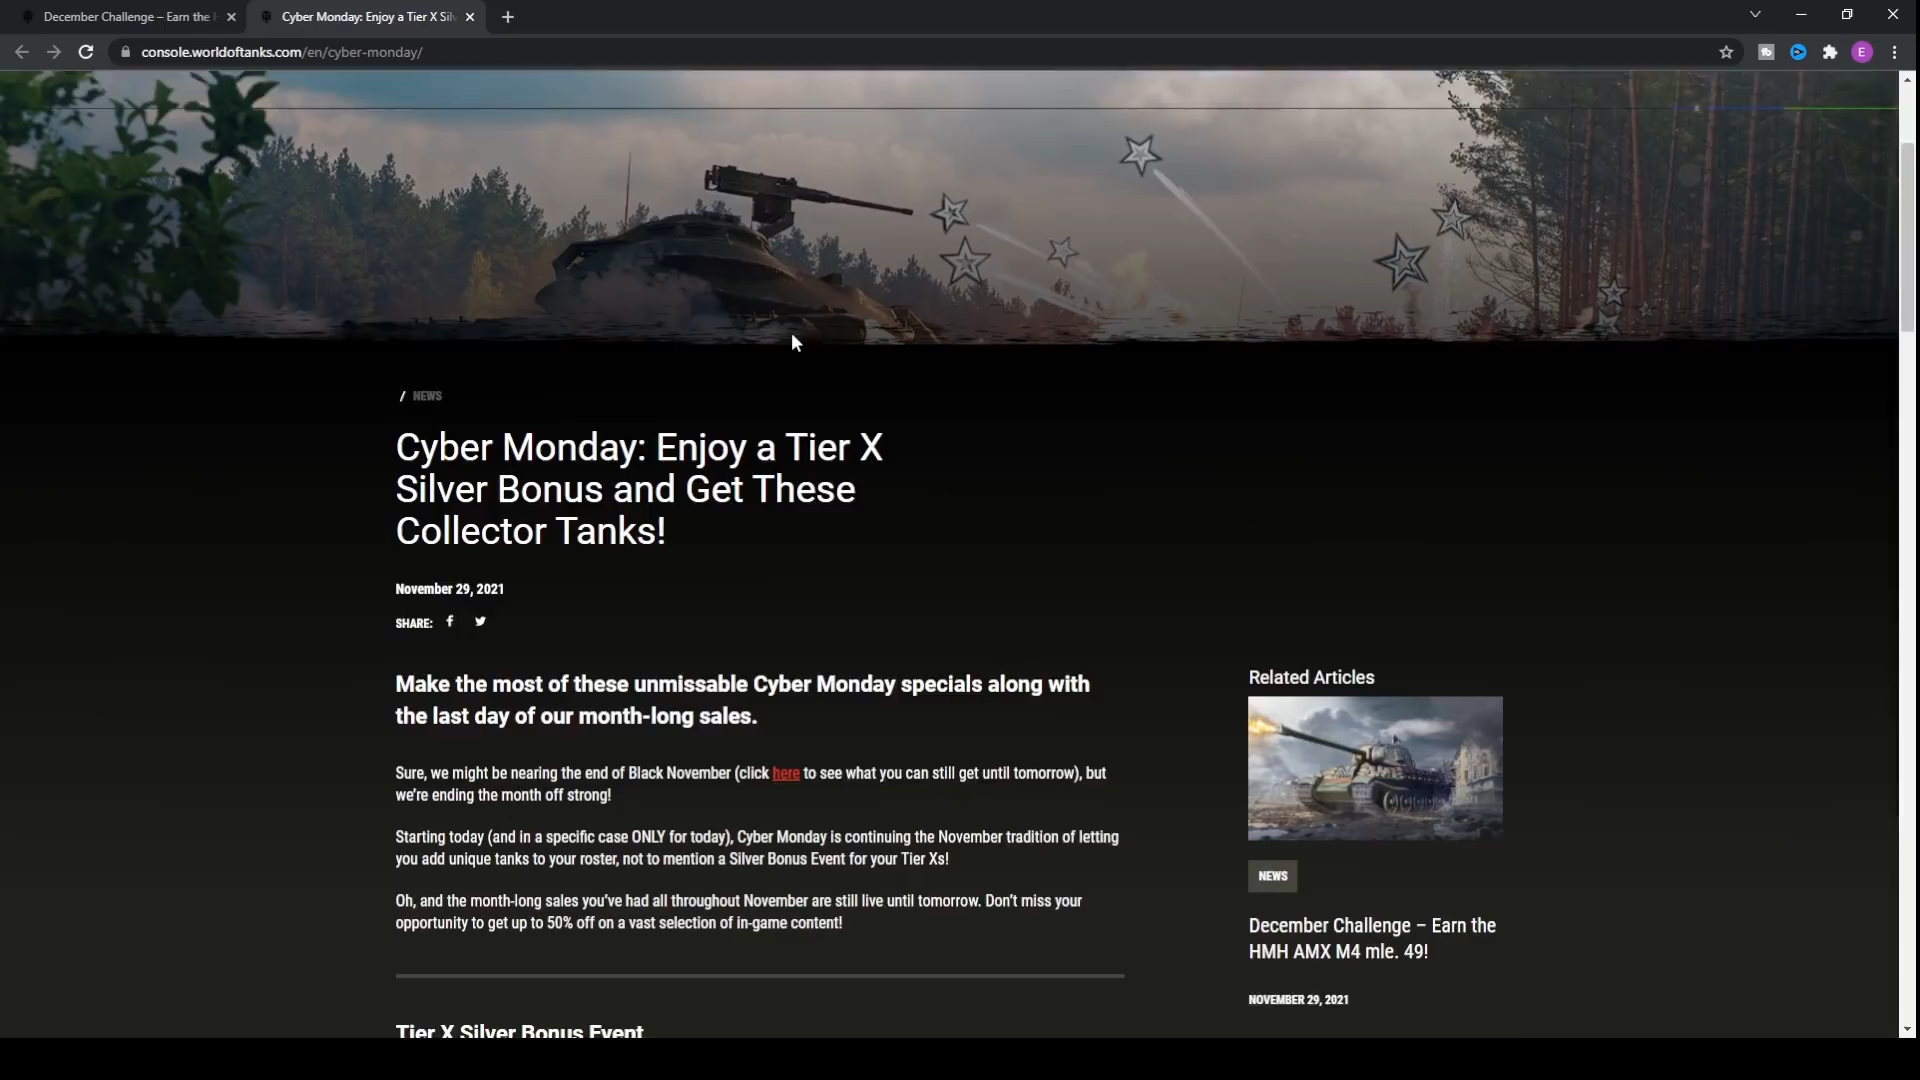 December Challenge – Earn the
Cyber Monday: Enjoy a Tier X Sil
console.worldoftanks.com/en/cyber-monday/
E
/ NEWS
Cyber Monday: Enjoy a Tier X
Silver Bonus and Get These
Collector Tanks!
November 29, 2021
SHARE:
Make the most of these unmissable Cyber Monday specials along with
the last day of our month-long sales.
Sure, we might be nearing the end of Black November (click here to see what you can still get until tomorrow), but
we're ending the month off strong!
Starting today (and in a specific case ONLY for today), Cyber Monday is continuing the November tradition of letting
you add unique tanks to your roster, not to mention a Silver Bonus Event for your Tier Xs!
Oh, and the month-long sales you've had all throughout November are still live until tomorrow. Don't miss your
opportunity to get up to 50% off on a vast selection of in-game content!
Tier X Silver Bonus Event
Related Articles
NEWS
December Challenge – Earn the
HMH AMX M4 mle. 49!
NOVEMBER 29, 2021